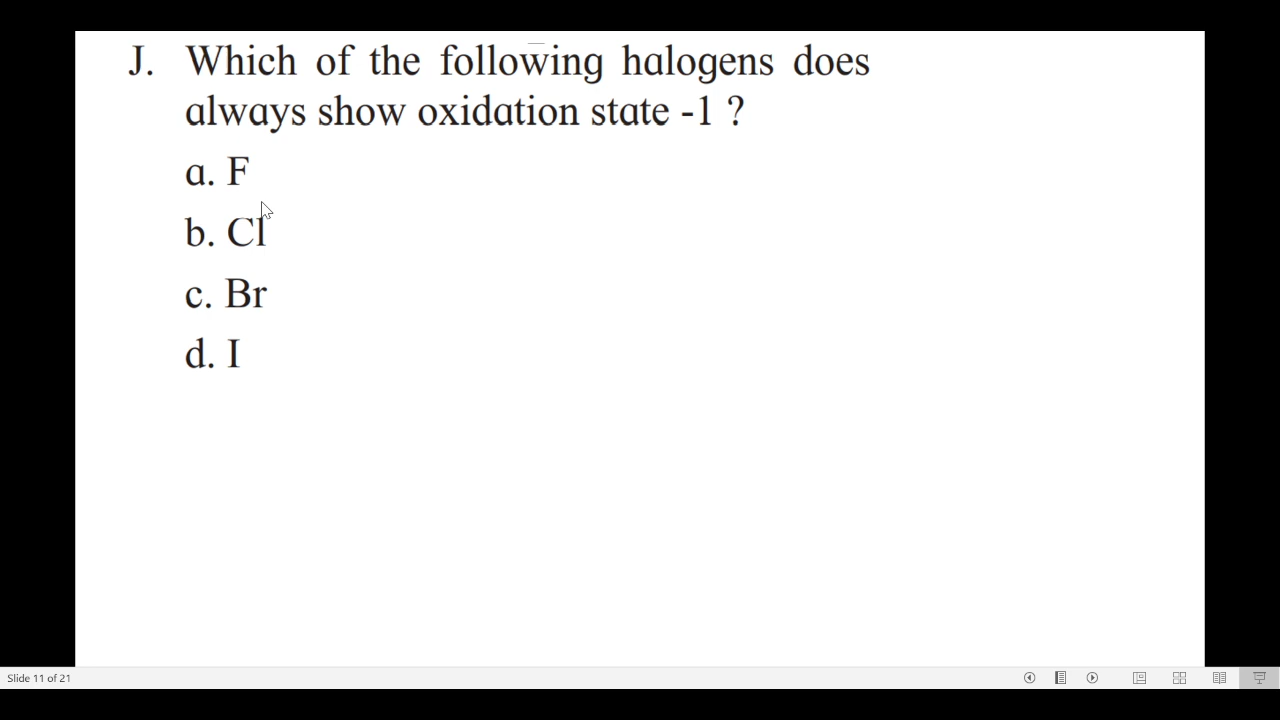 J. Which of the following halogens does
always show oxidation state -1 ?
a. F
b. Cl
c. Br
d. I
Slide 11 of 21